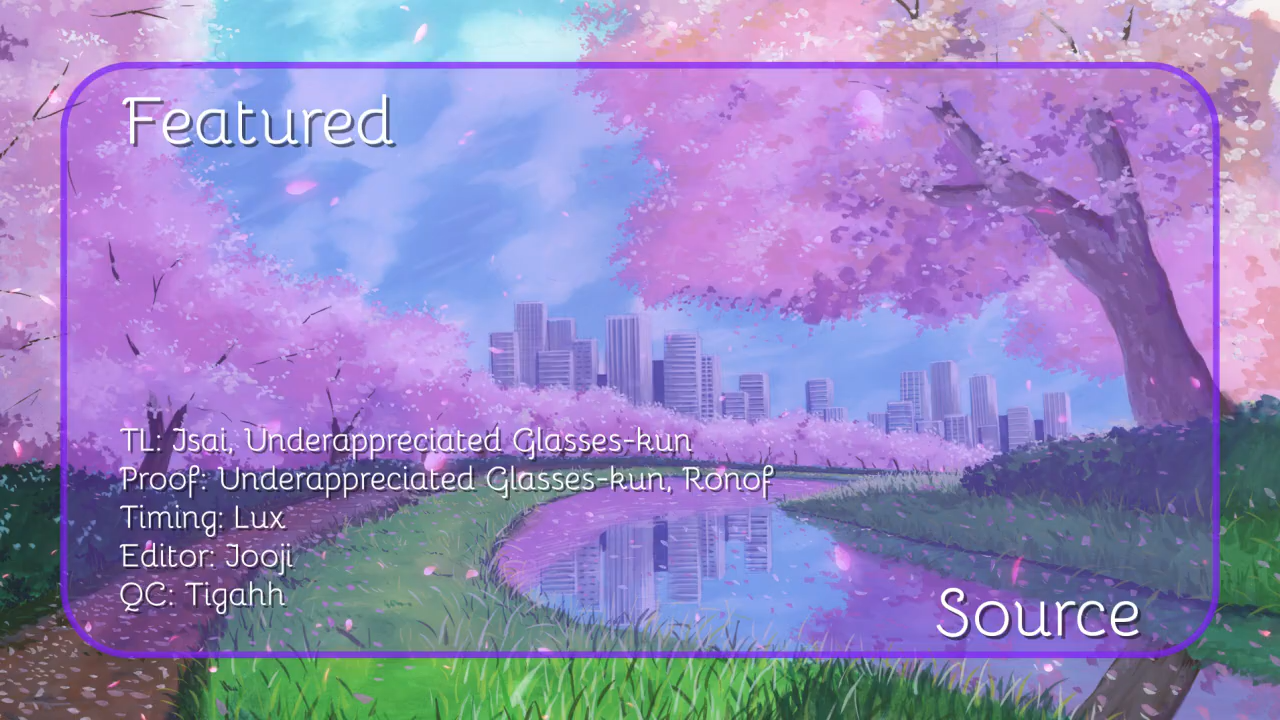 Featured
TL: Jsai, Underappreciated Glasses-kun
Proof: Underappreciated Glasses-kun, Ronof
Timing: Lux
Editor: Jooji
QC: Tigahh
Source